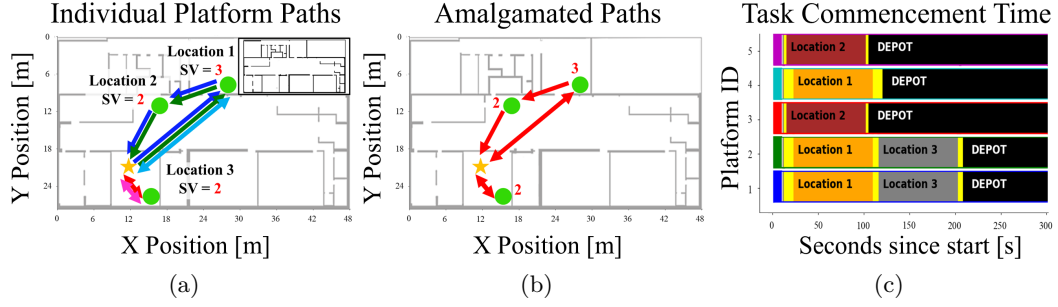 Individual Platform Paths
Y Position [m]
0
6
12
18
24
Location 1
SV = 3
Location 2
SV = 2
Location 3
SV = 2
0 6 12 18 24 30 36 42 48
X Position [m]
(a)
Amalgamated Paths
Y Position [m]
0
6
12
18
24
3
2
2
0 6 12 18 24 30 36 42 48
X Position [m]
(b)
Task Commencement Time
Platform ID
5 Location 2 DEPOT
4 Location 1 DEPOT
3 Location 2 DEPOT
2 Location 1 Location 3 DEPOT
1 Location 1 Location 3 DEPOT
0 50 100 150 200 250 300
Seconds since start [s]
(c)